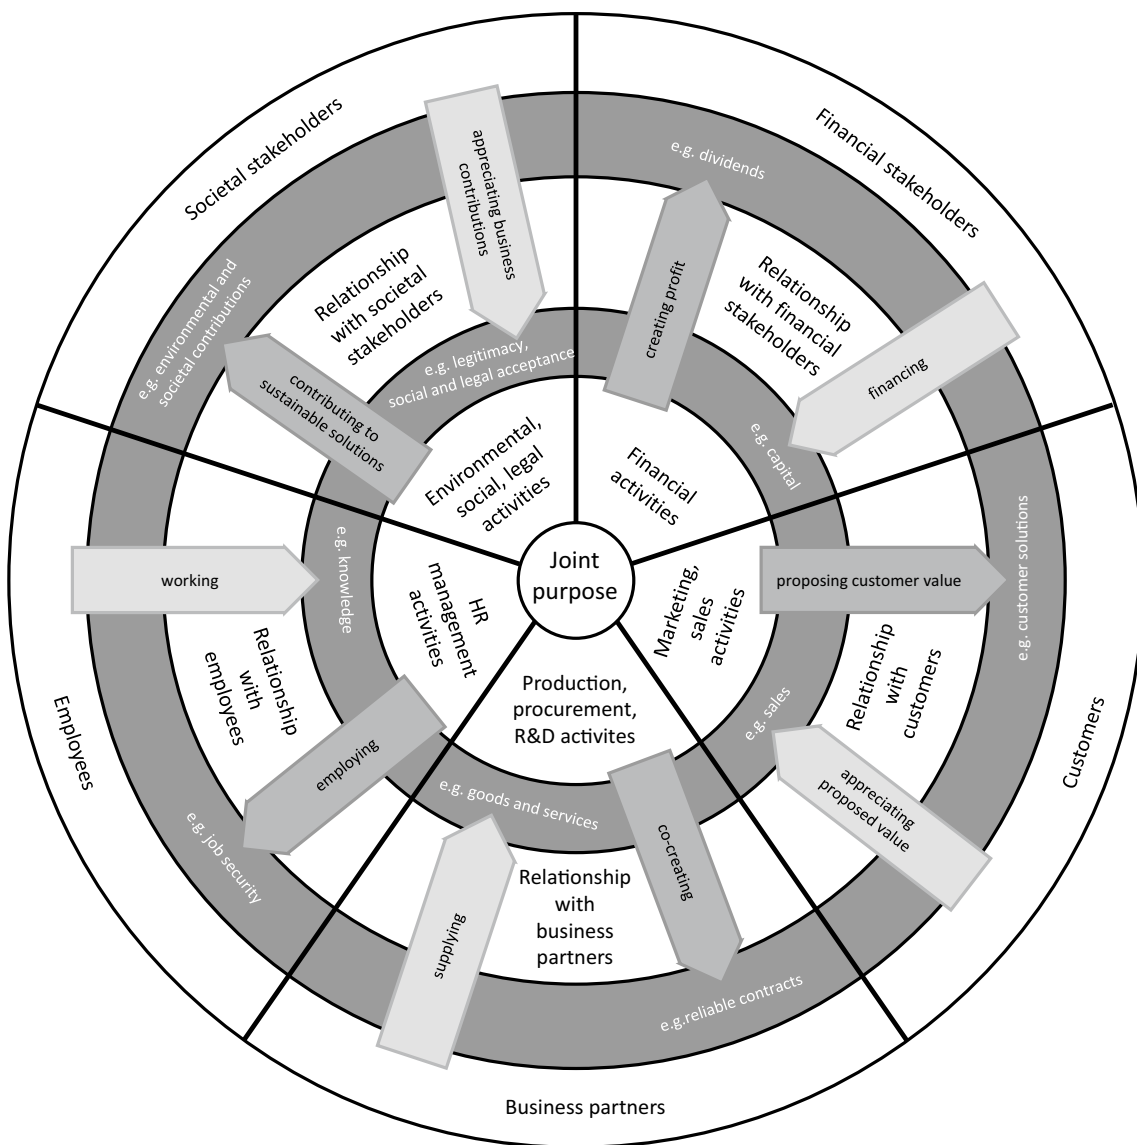 Societal stakeholders
appreciating business
contributions
Relationship
with societal
stakeholders
e.g. environmental and
societal contributions
contributing to
sustainable solutions
e.g. legitimacy,
social and legal acceptance
Environmental,
social, legal
activities
Financial stakeholders
e.g. dividends
creating profit
Relationship
with financial
stakeholders
financing
e.g. capital
Financial
activities
Joint
purpose
Customers
e.g. customer solutions
proposing customer value
Relationship
with
customers
appreciating
proposed value
e.g. sales
Marketing,
sales
activities
Business partners
e.g.reliable contracts
co-creating
Relationship
with
business
partners
supplying
e.g. goods and services
Production,
procurement,
R&D activites
Employees
e.g. job security
employing
Relationship
with
employees
working
e.g. knowledge
HR
management
activities